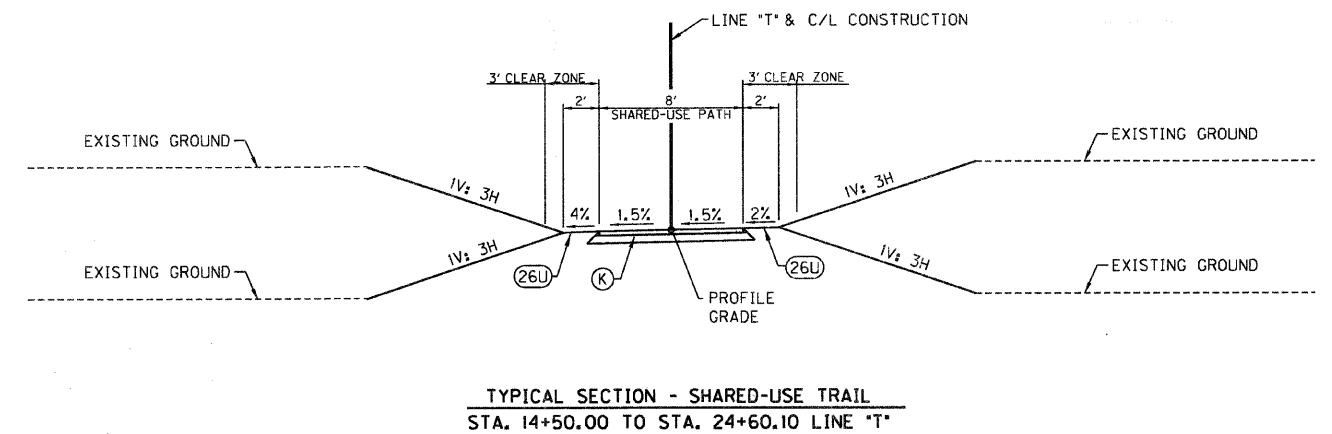 LINE "T" & C/L CONSTRUCTION
3' CLEAR ZONE
3' CLEAR ZONE
2'
8'
2'
SHARED-USE PATH
EXISTING GROUND
EXISTING GROUND
1V: 3H
1V: 3H
4%
1.5%
1.5%
2%
1V: 3H
1V: 3H
EXISTING GROUND
26U
K
26U
EXISTING GROUND
PROFILE
GRADE
TYPICAL SECTION - SHARED-USE TRAIL
STA. 14+50.00 TO STA. 24+60.10 LINE "T"